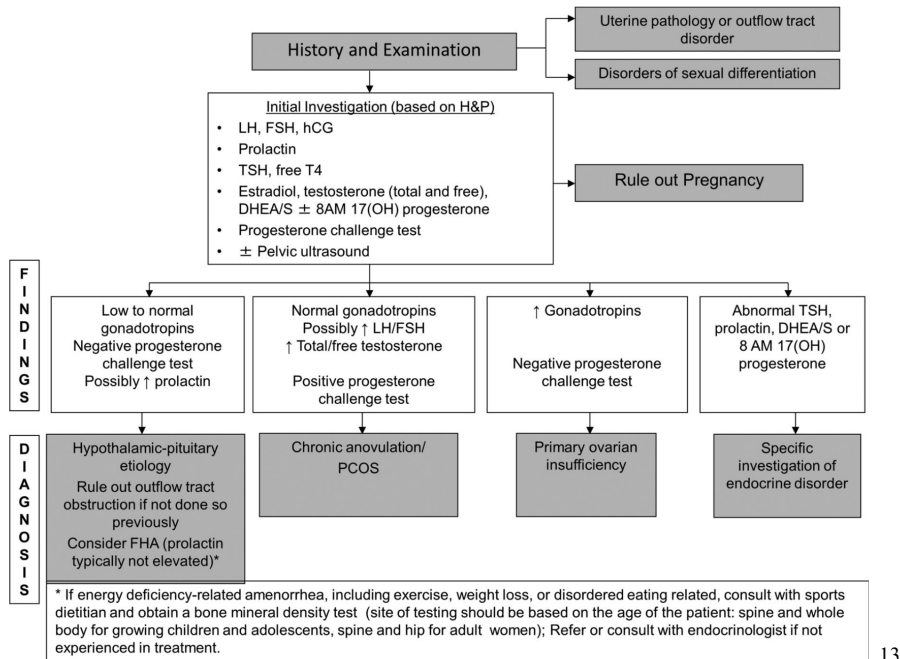 History and Examination
Uterine pathology or outflow tract
disorder
Disorders of sexual differentiation
Initial Investigation (based on H&P)
• LH, FSH, hCG
• Prolactin
• TSH, free T4
• Estradiol, testosterone (total and free),
DHEA/S ± 8AM 17(OH) progesterone
• Progesterone challenge test
• ± Pelvic ultrasound
Rule out Pregnancy
FINDINGS
Low to normal
gonadotropins
Negative progesterone
challenge test
Possibly ↑ prolactin
Normal gonadotropins
Possibly ↑ LH/FSH
↑ Total/free testosterone
Positive progesterone
challenge test
↑ Gonadotropins
Negative progesterone
challenge test
Abnormal TSH,
prolactin, DHEA/S or
8 AM 17(OH)
progesterone
DIAGNOSIS
Hypothalamic-pituitary
etiology
Rule out outflow tract
obstruction if not done so
previously
Consider FHA (prolactin
typically not elevated)*
Chronic anovulation/
PCOS
Primary ovarian
insufficiency
Specific
investigation of
endocrine disorder
* If energy deficiency-related amenorrhea, including exercise, weight loss, or disordered eating related, consult with sports
dietitian and obtain a bone mineral density test (site of testing should be based on the age of the patient: spine and whole
body for growing children and adolescents, spine and hip for adult women); Refer or consult with endocrinologist if not
experienced in treatment.
13